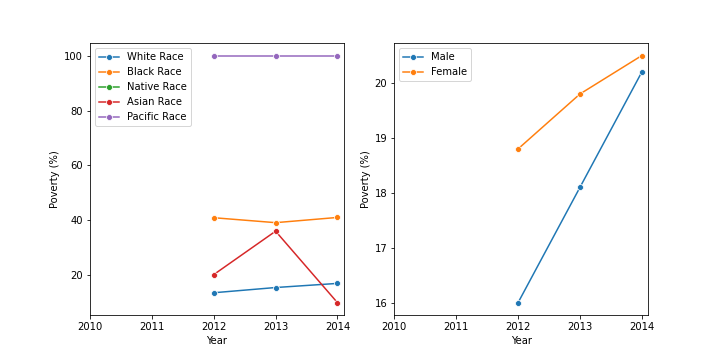 White Race
Black Race
Native Race
Asian Race
Pacific Race
100
80
60
40
20
Poverty (%)
2010 2011 2012 2013 2014
Year
Male
Female
20
19
18
17
16
Poverty (%)
2010 2011 2012 2013 2014
Year